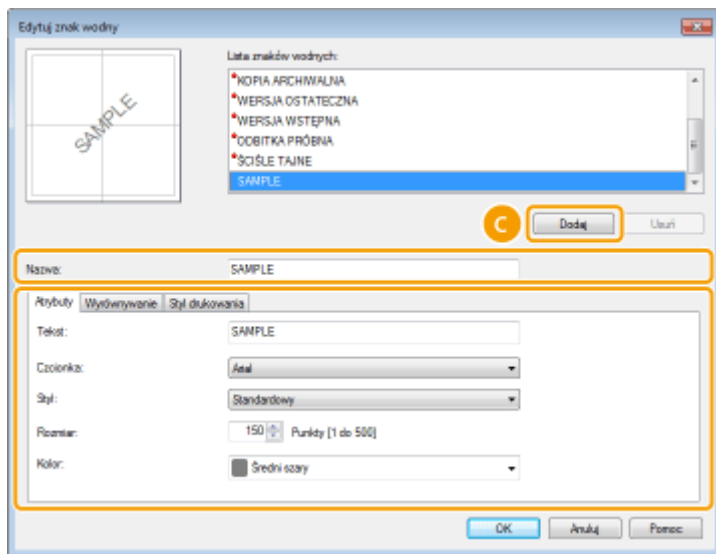 Edytuj znak wodny
Lista znaków wodnych:
SAMPLE
KOPIA ARCHIWALNA
WERSJA OSTATECZNA
WERSJA WSTĘPNA
ODBITKA PRÓBNA
ŚCIŚLE TAJNE
SAMPLE
C Dodaj Usuń
Nazwa: SAMPLE
Atrybuty Wyrównywanie Styl drukowania
Tekst: SAMPLE
Czcionka: Arial
Styl: Standardowy
Rozmiar: 150 Punkty [1 do 500]
Kolor: Średni szary
OK Anuluj Pomoc